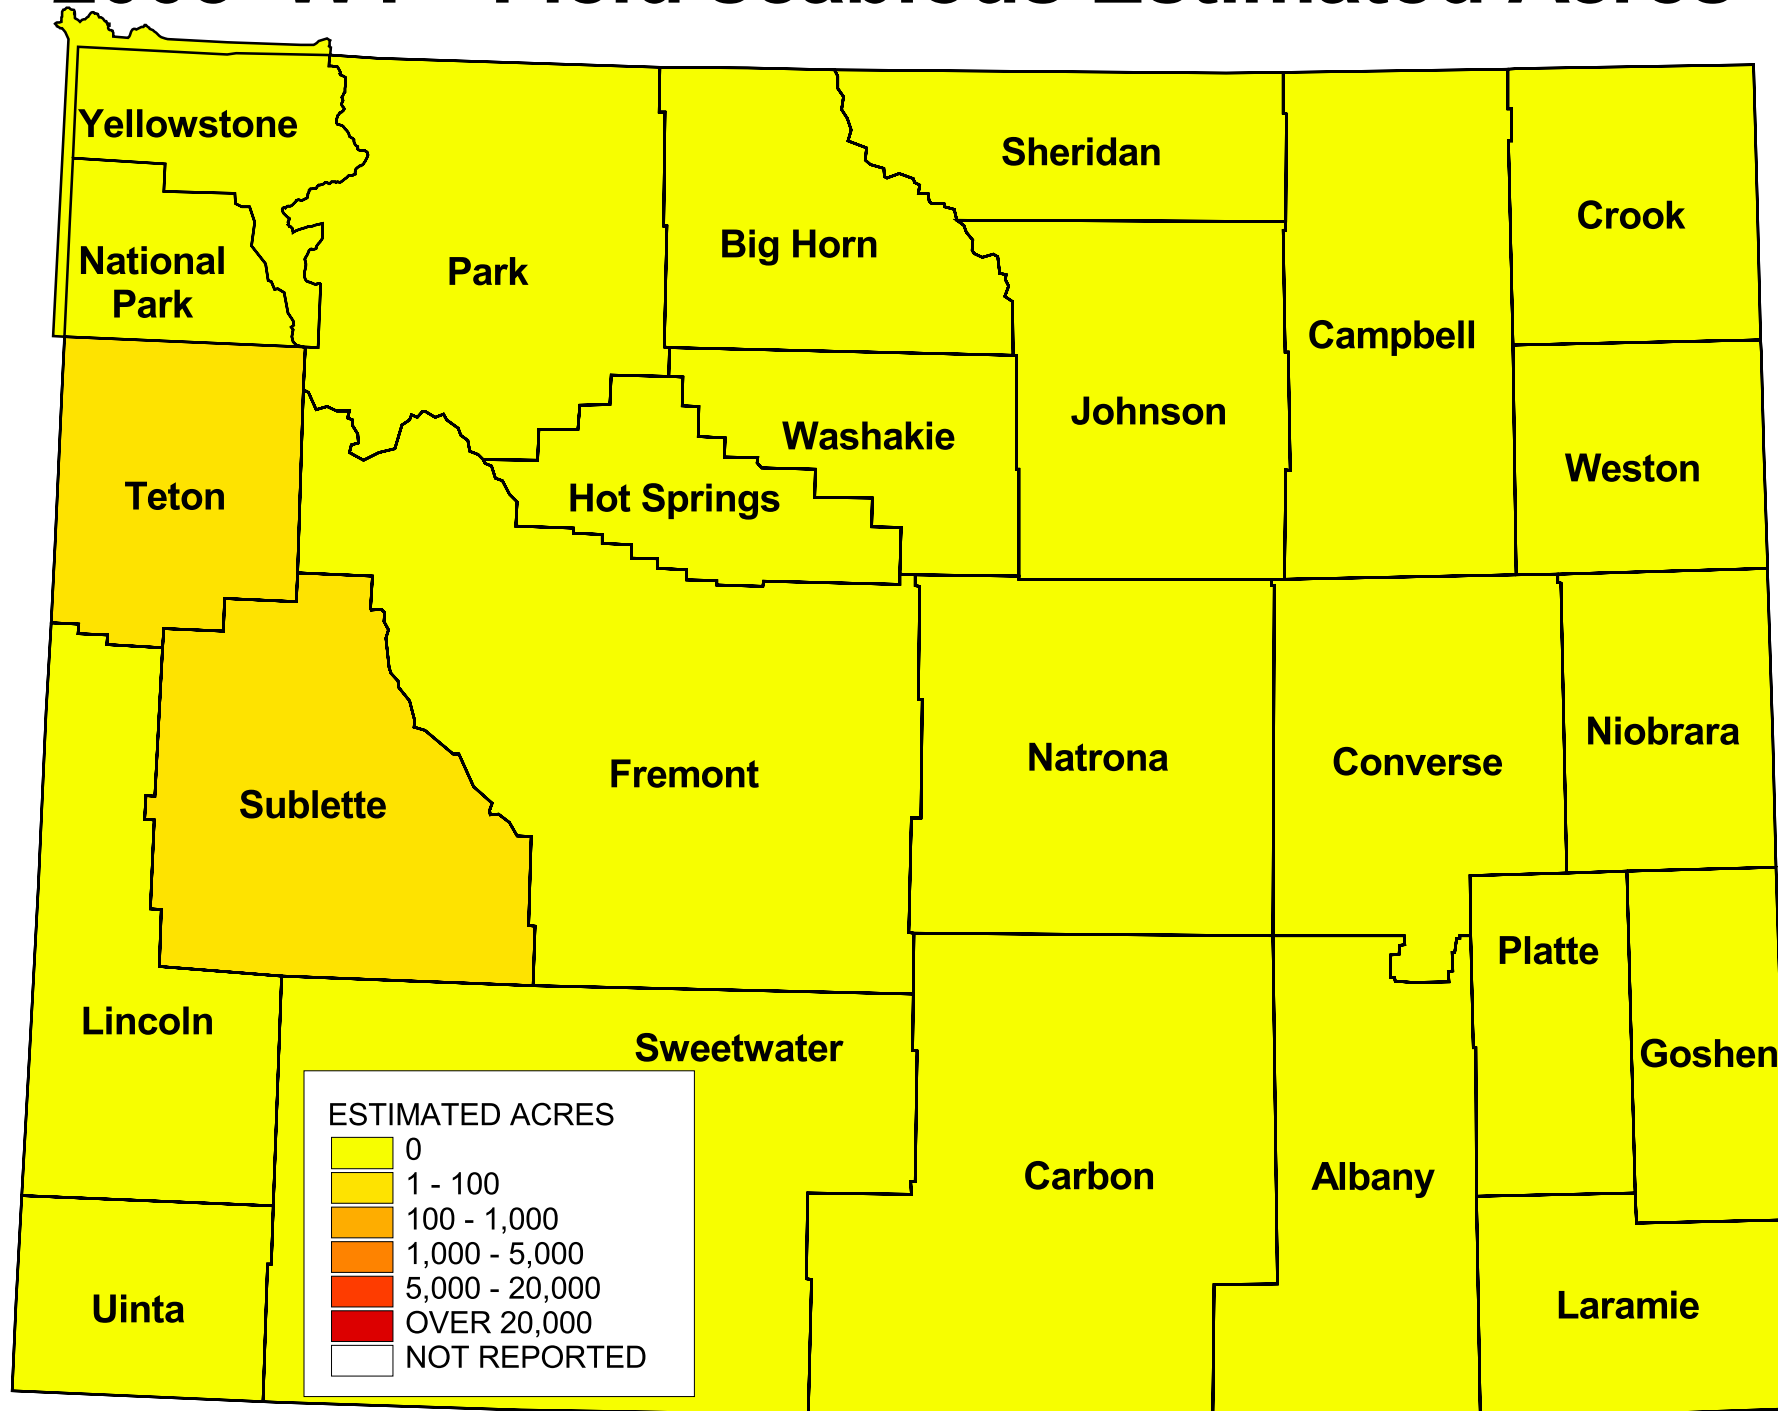 Yellowstone
Sheridan
Crook
Big Horn
National
Park
Park
Campbell
Johnson
Washakie
Weston
Teton
Hot Springs
Niobrara
Natrona
Converse
Fremont
Sublette
Platte
Lincoln
Sweetwater
Goshen
ESTIMATED ACRES
0
1 - 100
100 - 1,000
1,000 - 5,000
5,000 - 20,000
OVER 20,000
NOT REPORTED
Carbon
Albany
Uinta
Laramie